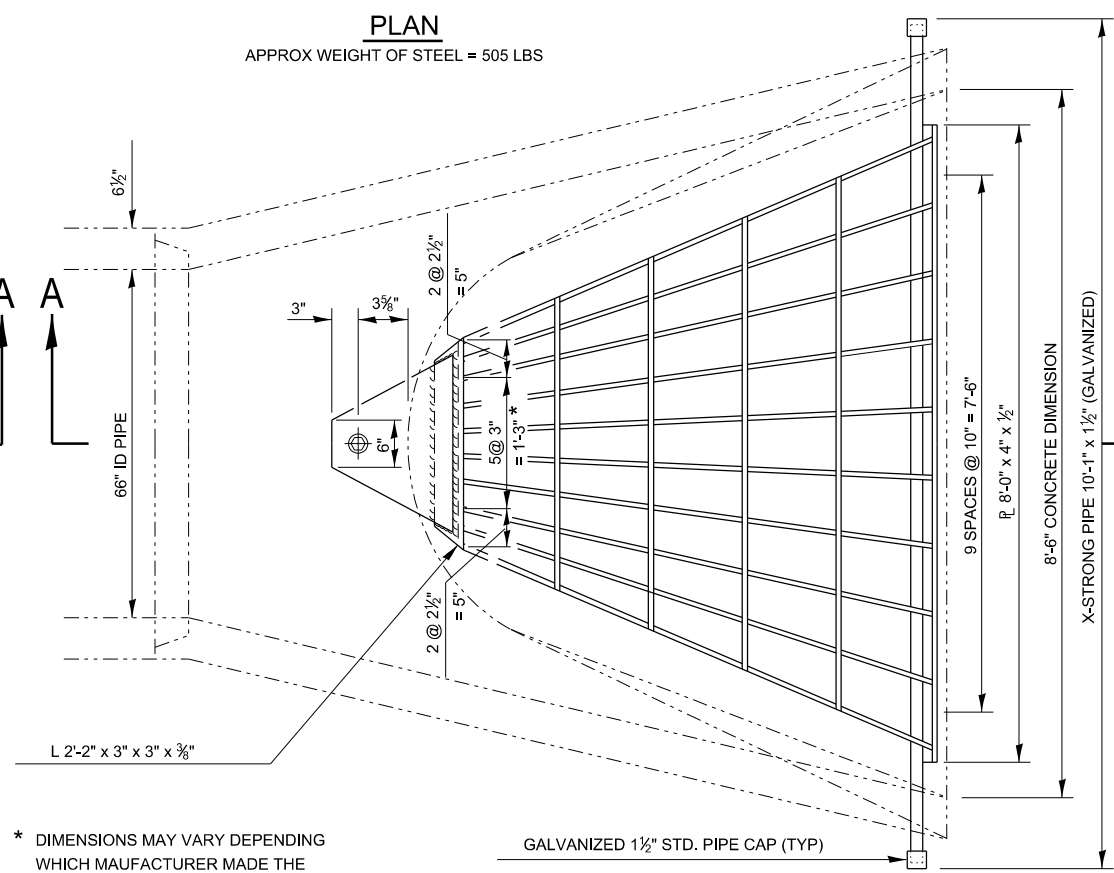 PLAN
APPROX WEIGHT OF STEEL = 505 LBS
6½"
A A
3"
3⅝"
2 @ 2½"
= 5"
66" ID PIPE
6"
5@ 3"
= 1'-3" *
2 @ 2½"
= 5"
9 SPACES @ 10" = 7'-6"
℄ 8'-0" x 4" x ½"
8'-6" CONCRETE DIMENSION
X-STRONG PIPE 10'-1" x 1½" (GALVANIZED)
L 2'-2" x 3" x 3" x ⅜"
* DIMENSIONS MAY VARY DEPENDING
WHICH MAUFACTURER MADE THE
GALVANIZED 1½" STD. PIPE CAP (TYP)